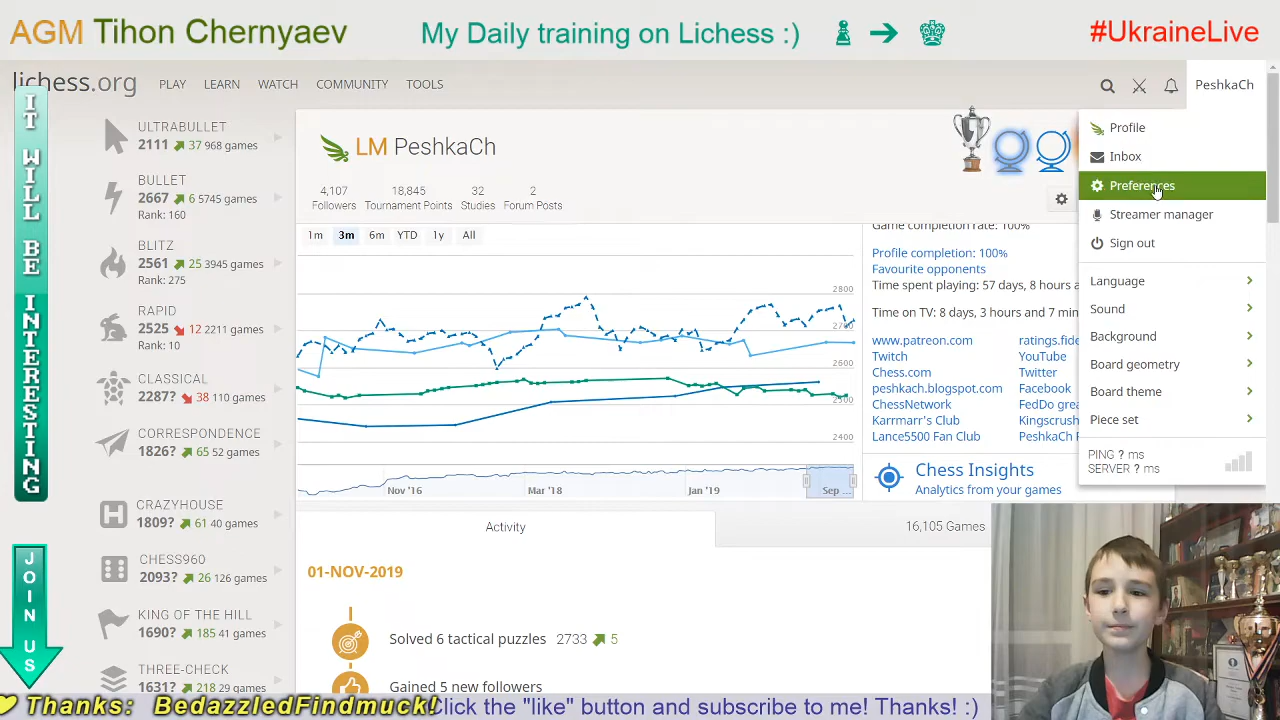 AGM Tihon Chernyaev
My Daily training on Lichess :)
#UkraineLive
lichess.org
PLAY LEARN WATCH COMMUNITY TOOLS
PeshkaCh
IT WILL BE INTERESTING
JOIN US
ULTRABULLET
2111 37 968 games
BULLET
2667 6 5745 games
Rank: 160
BLITZ
2561 25 3945 games
Rank: 275
RAPID
2525 12 2211 games
Rank: 10
CLASSICAL
2287? 38 110 games
CORRESPONDENCE
1826? 65 52 games
CRAZYHOUSE
1809? 61 40 games
CHESS960
2093? 26 126 games
KING OF THE HILL
1690? 185 41 games
THREE-CHECK
1631? 218 29 games
LM PeshkaCh
4,107 18,845 32 2
Followers Tournament Points Studies Forum Posts
1m 3m 6m YTD 1y All
2800
2700
2600
2500
2400
Nov '16 Mar '18 Jan '19 Sep ...
Game completion rate: 100%
Profile completion: 100%
Favourite opponents
Time spent playing: 57 days, 8 hours a
Time on TV: 8 days, 3 hours and 7 min
www.patreon.com ratings.fide
Twitch YouTube
Chess.com Twitter
peshkach.blogspot.com Facebook
ChessNetwork FedDo grea
Karrmarr's Club Kingscrush
Lance5500 Fan Club PeshkaCh F
Chess Insights
Analytics from your games
Profile
Inbox
Preferences
Streamer manager
Sign out
Language
Sound
Background
Board geometry
Board theme
Piece set
PING ? ms
SERVER ? ms
Activity 16,105 Games
01-NOV-2019
Solved 6 tactical puzzles 2733 5
Gained 5 new followers
Thanks: BedazzledFindmuck!
Click the "like" button and subscribe to me! Thanks! :)